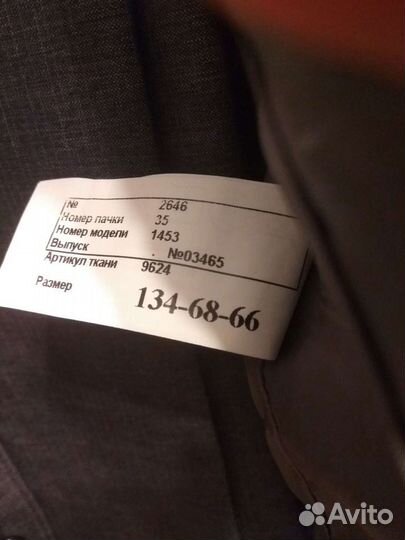 № 2646
Номер пачки 35
Номер модели 1453
Выпуск . №03465
Артикул ткани 9624
Размер 134-68-66
Avito